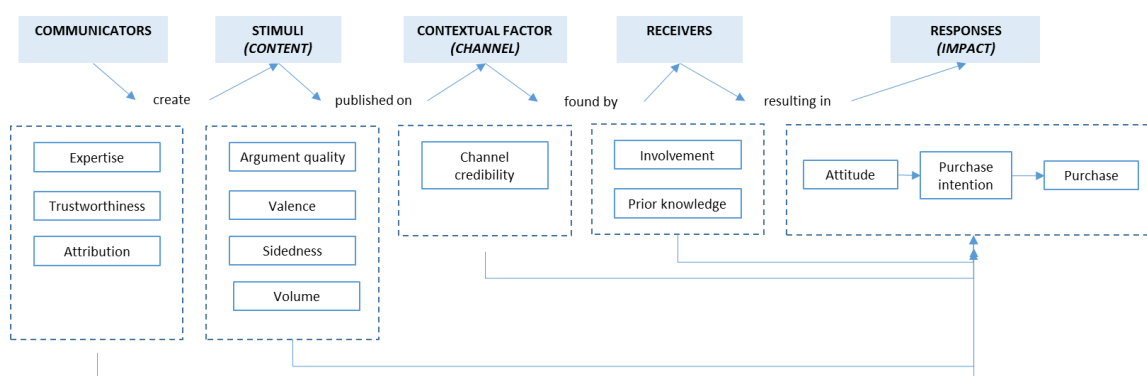 COMMUNICATORS
STIMULI
(CONTENT)
CONTEXTUAL FACTOR
(CHANNEL)
RECEIVERS
RESPONSES
(IMPACT)
create
published on
found by
resulting in
Expertise
Trustworthiness
Attribution
Argument quality
Valence
Sidedness
Volume
Channel
credibility
Involvement
Prior knowledge
Attitude
Purchase
intention
Purchase